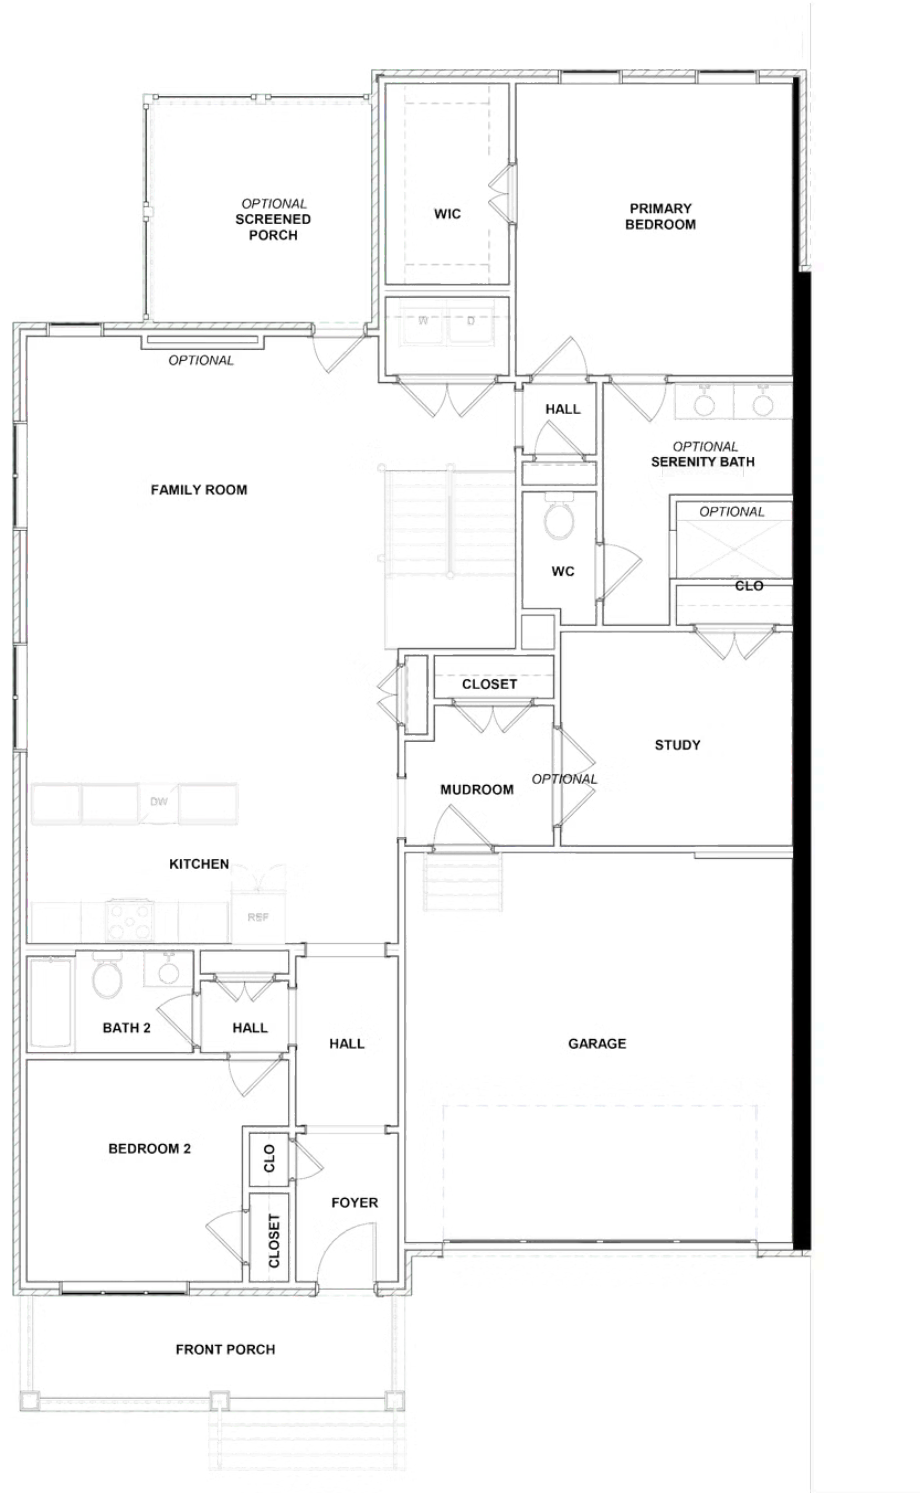 OPTIONAL
SCREENED
PORCH
WIC
PRIMARY
BEDROOM
W
D
OPTIONAL
HALL
OPTIONAL
SERENITY BATH
FAMILY ROOM
OPTIONAL
WC
CLO
CLOSET
STUDY
OPTIONAL
MUDROOM
DW
KITCHEN
REF
BATH 2
HALL
HALL
GARAGE
BEDROOM 2
CLO
FOYER
CLOSET
FRONT PORCH